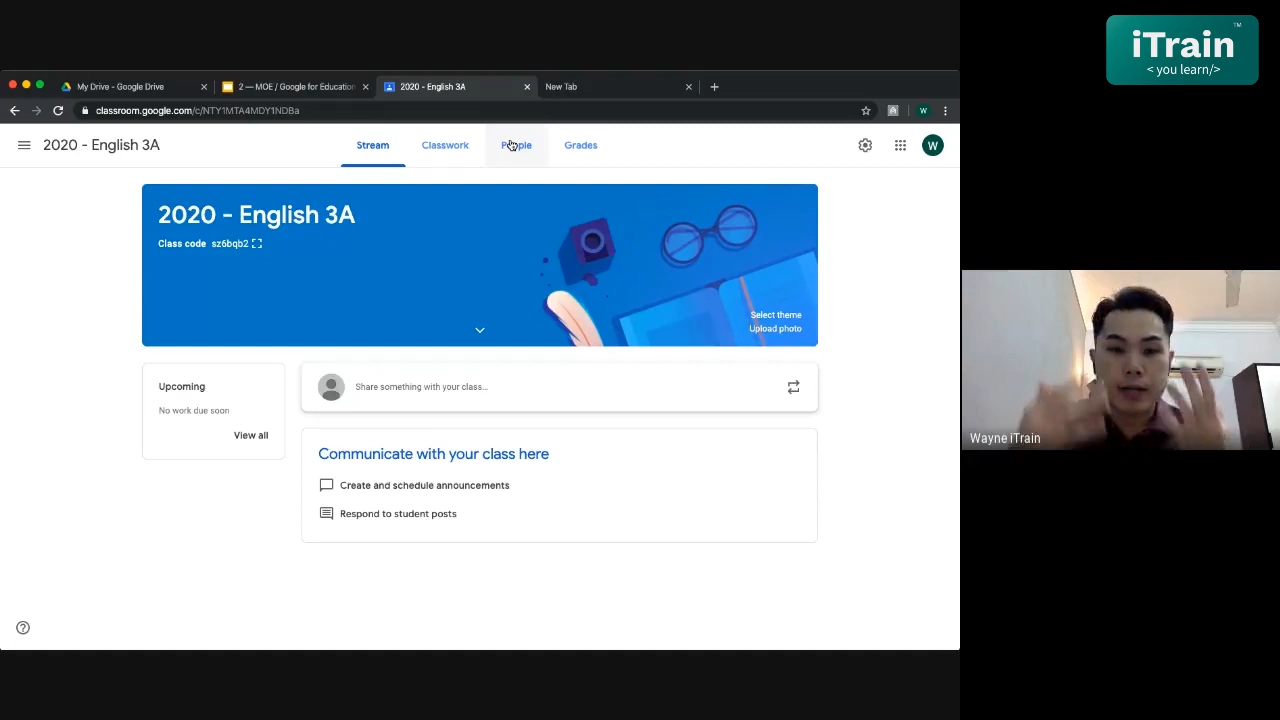 iTrain™
< you learn/>
My Drive - Google Drive
2 — MOE / Google for Education
2020 - English 3A
New Tab
classroom.google.com/c/NTY1MTA4MDY1NDBa
W
2020 - English 3A
Stream
Classwork
People
Grades
W
2020 - English 3A
Class code sz6bqb2
Select theme
Upload photo
Upcoming
No work due soon
View all
Share something with your class...
Communicate with your class here
Create and schedule announcements
Respond to student posts
Wayne iTrain